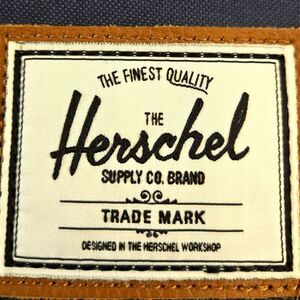 THE FINEST QUALITY
THE
Herschel
SUPPLY CO. BRAND
TRADE MARK
DESIGNED IN THE HERSCHEL WORKSHOP